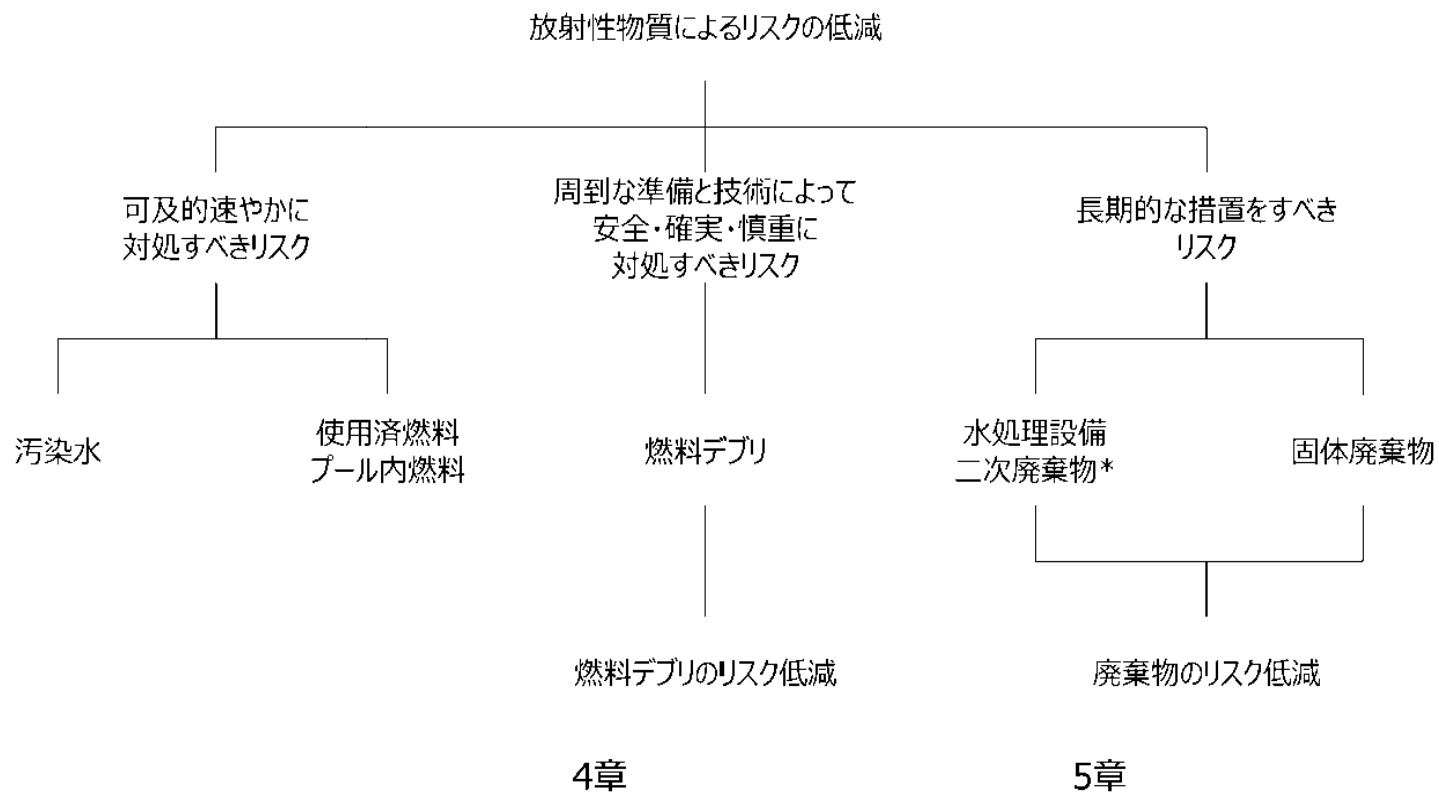 放射性物質によるリスクの低減
可及的速やかに
対処すべきリスク
周到な準備と技術によって
安全・確実・慎重に
対処すべきリスク
長期的な措置をすべき
リスク
汚染水
使用済燃料
プール内燃料
燃料デブリ
水処理設備
二次廃棄物*
固体廃棄物
燃料デブリのリスク低減
廃棄物のリスク低減
4章
5章